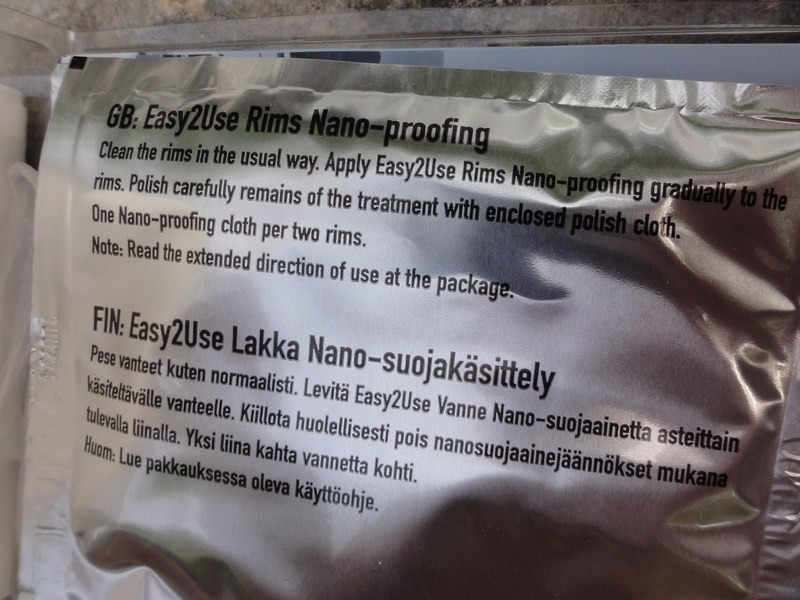 GB: Easy2Use Rims Nano-proofing
Clean the rims in the usual way. Apply Easy2Use Rims Nano-proofing gradually to the
rims. Polish carefully remains of the treatment with enclosed polish cloth.
One Nano-proofing cloth per two rims.
Note: Read the extended direction of use at the package.
FIN: Easy2Use Lakka Nano-suojakäsittely
Pese vanteet kuten normaalisti. Levitä Easy2Use Vanne Nano-suojaainetta asteittain
käsiteltävälle vanteelle. Kiillota huolellisesti pois nanosuojaainejäännökset mukana
tulevalla liinalla. Yksi liina kahta vannetta kohti.
Huom: Lue pakkauksessa oleva käyttöohje.